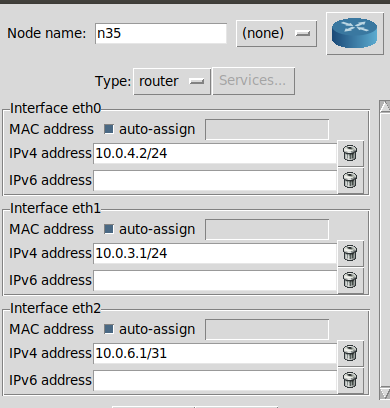 Node name: n35 (none)
Type: router Services...
Interface eth0
MAC address auto-assign
IPv4 address 10.0.4.2/24
IPv6 address
Interface eth1
MAC address auto-assign
IPv4 address 10.0.3.1/24
IPv6 address
Interface eth2
MAC address auto-assign
IPv4 address 10.0.6.1/31
IPv6 address